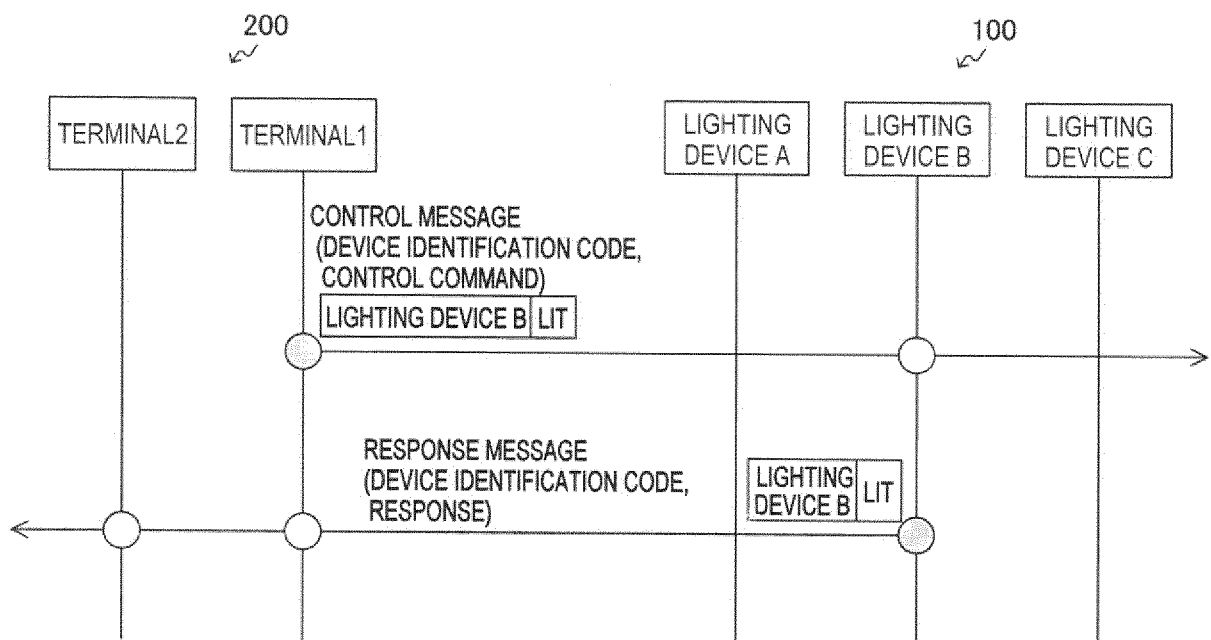 200
100
TERMINAL2
TERMINAL1
LIGHTING
DEVICE A
LIGHTING
DEVICE B
LIGHTING
DEVICE C
CONTROL MESSAGE
(DEVICE IDENTIFICATION CODE,
CONTROL COMMAND)
LIGHTING DEVICE B LIT
RESPONSE MESSAGE
(DEVICE IDENTIFICATION CODE,
RESPONSE)
LIGHTING
DEVICE B
LIT